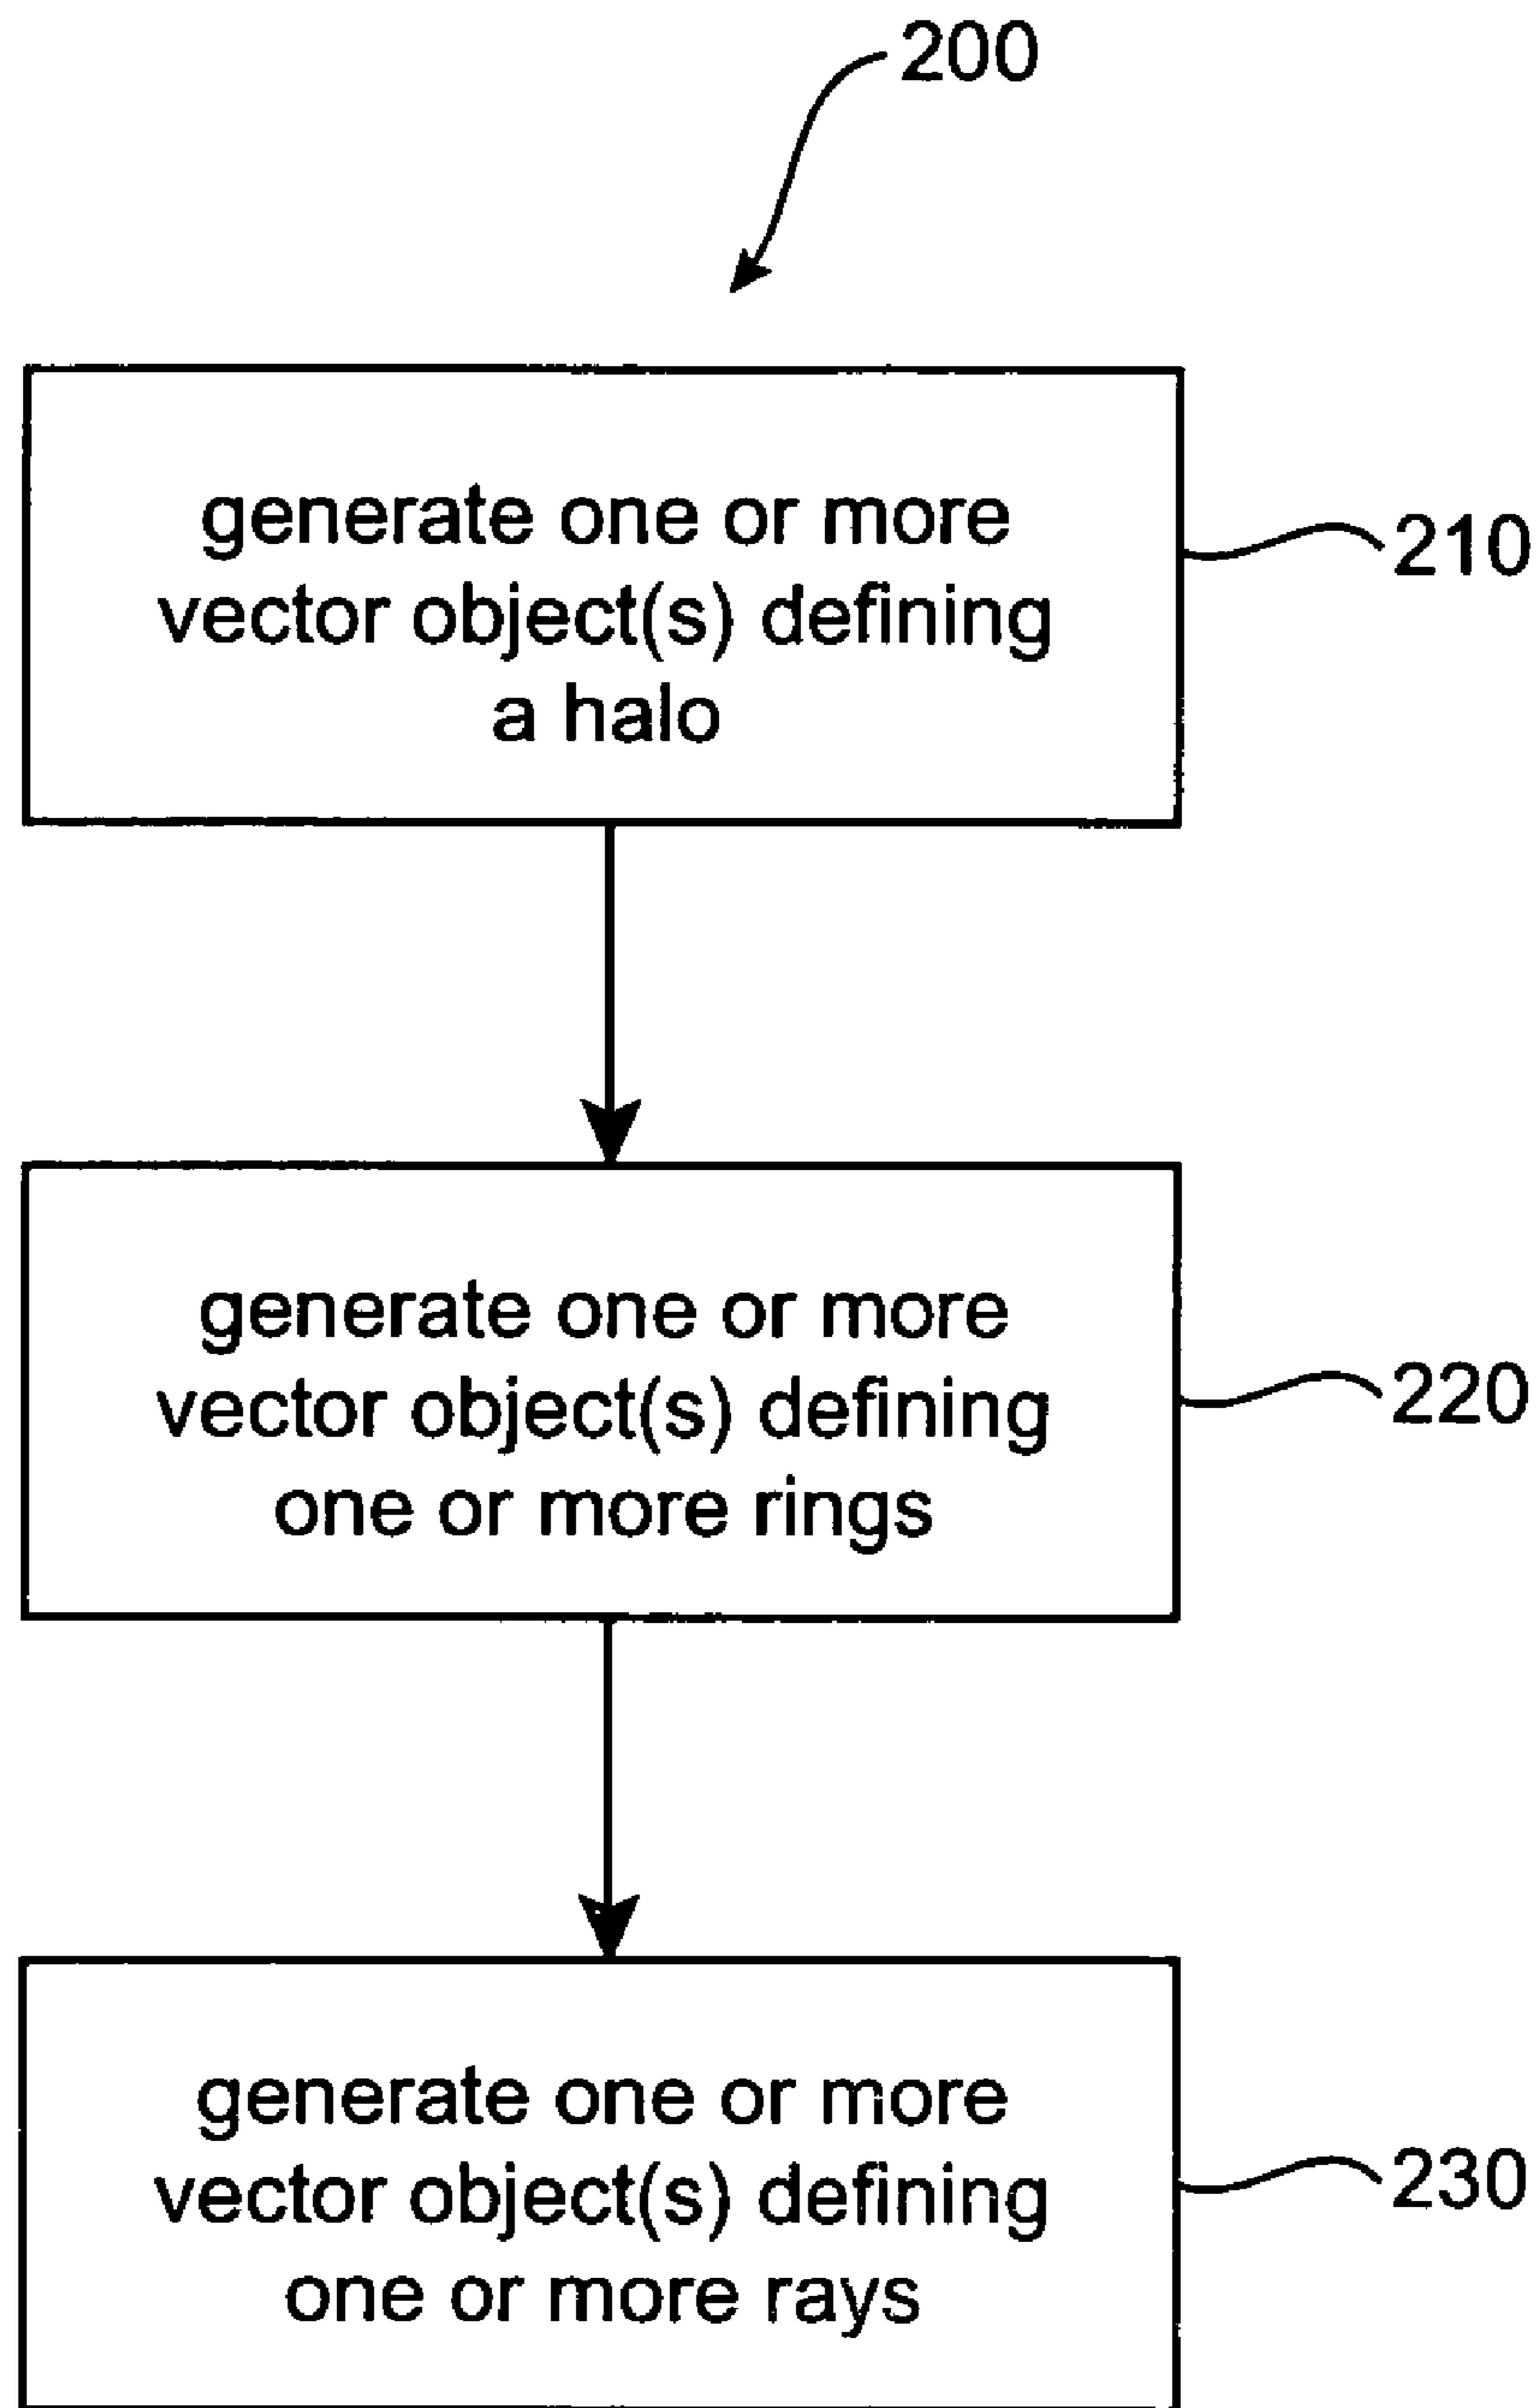 200
generate one or more
vector object(s) defining
a halo
210
generate one or more
vector object(s) defining
one or more rings
220
generate one or more
vector object(s) defining
one or more rays
230